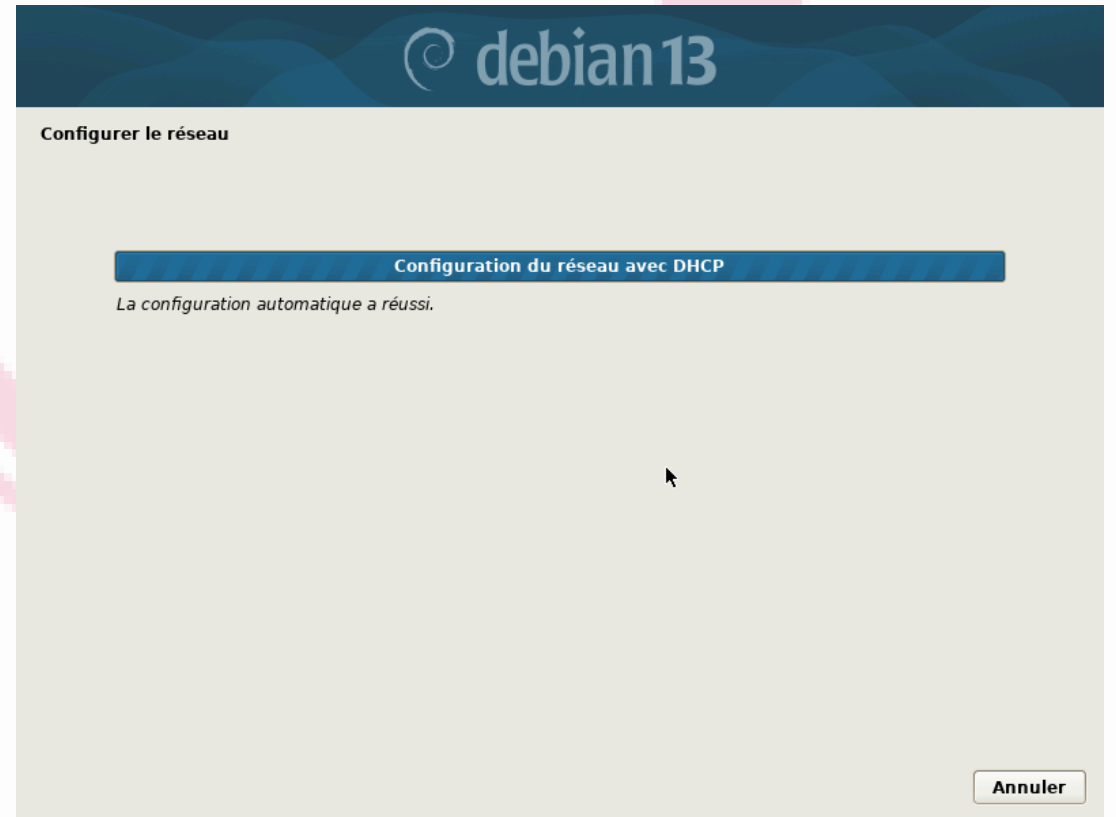 debian 13
Configurer le réseau
Configuration du réseau avec DHCP
La configuration automatique a réussi.
Annuler